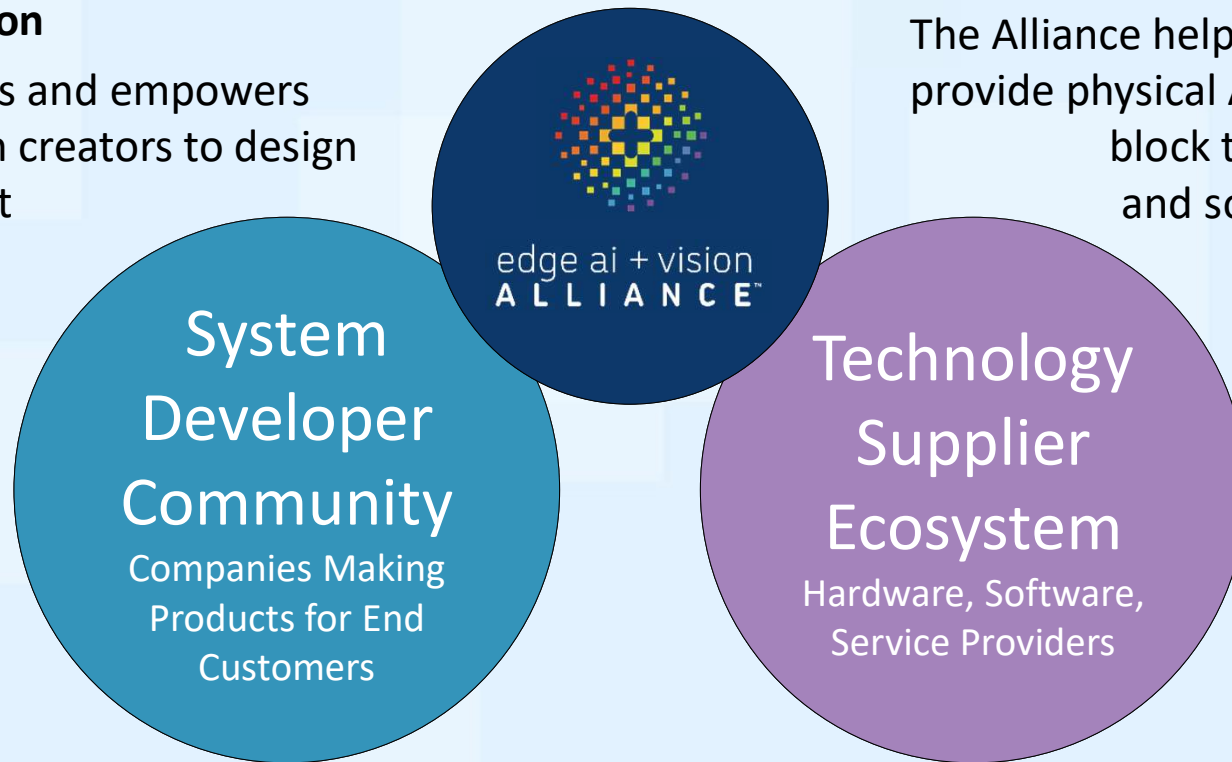 on
s and empowers
n creators to design
t
The Alliance help
provide physical
block t
and so
edge ai + vision
ALLIANCE™
System
Developer
Community
Companies Making
Products for End
Customers
Technology
Supplier
Ecosystem
Hardware, Software,
Service Providers